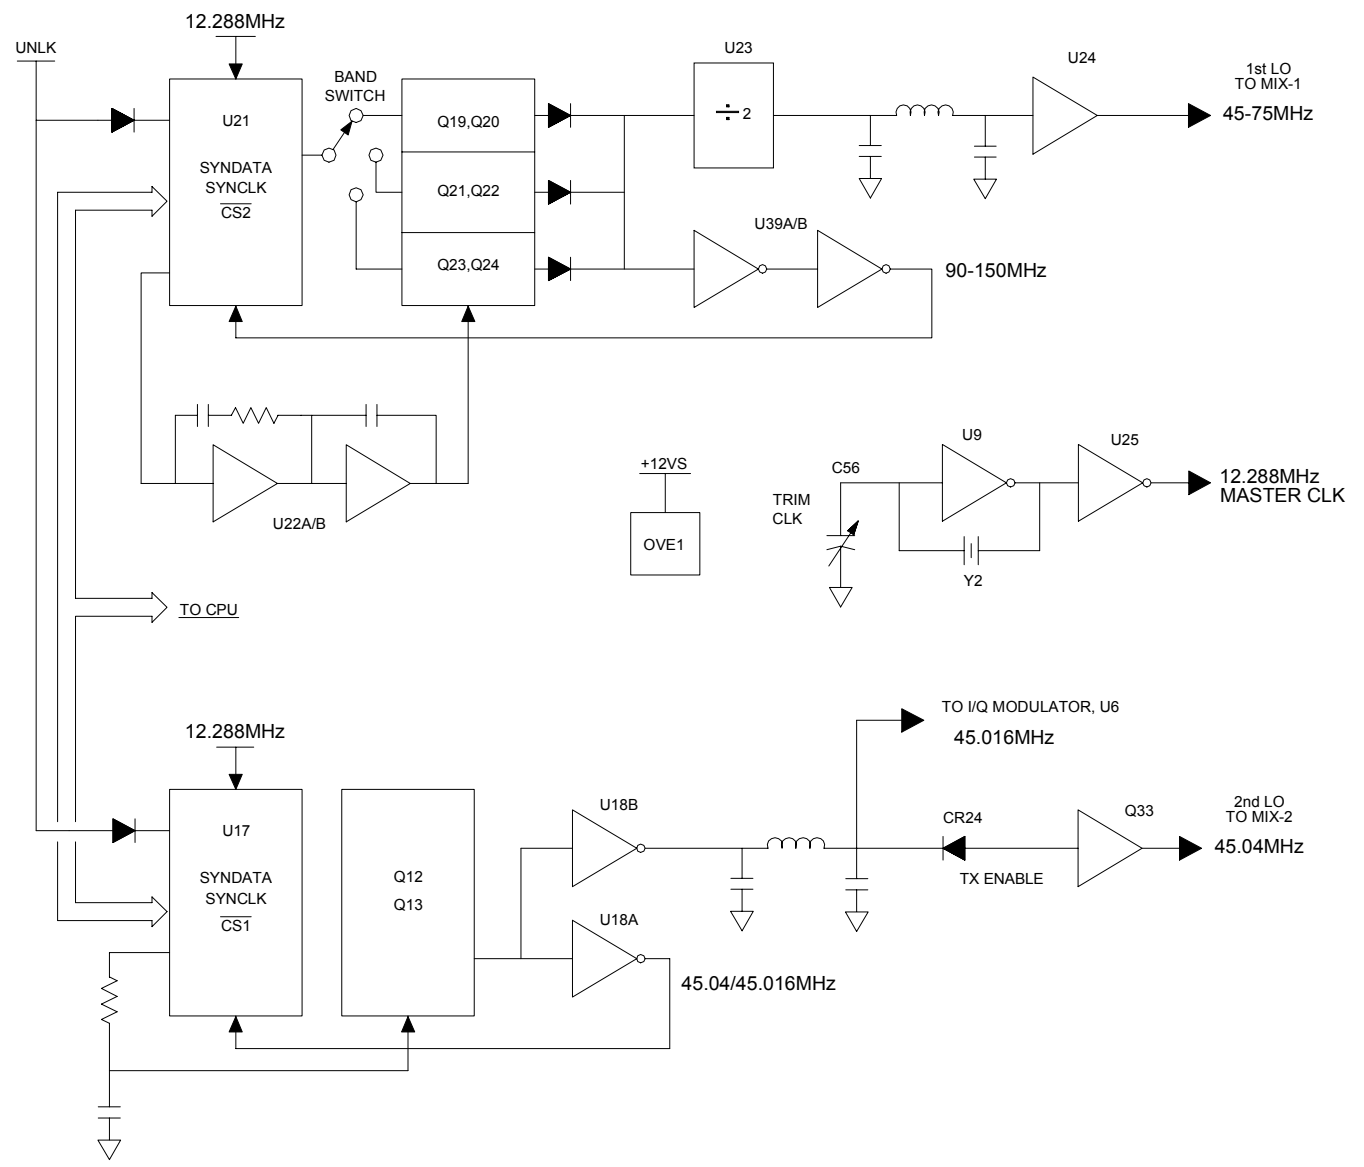 12.288MHz
UNLK
U21
SYNDATA
SYNCLK
CS2
BAND
SWITCH
Q19,Q20
Q21,Q22
Q23,Q24
U23
÷ 2
U24
1st LO
TO MIX-1
45-75MHz
U39A/B
90-150MHz
U22A/B
+12VS
OVE1
TRIM
CLK
C56
U9
Y2
U25
12.288MHz
MASTER CLK
TO CPU
12.288MHz
U17
SYNDATA
SYNCLK
CS1
Q12
Q13
U18B
U18A
45.04/45.016MHz
TO I/Q MODULATOR, U6
45.016MHz
CR24
TX ENABLE
Q33
2nd LO
TO MIX-2
45.04MHz